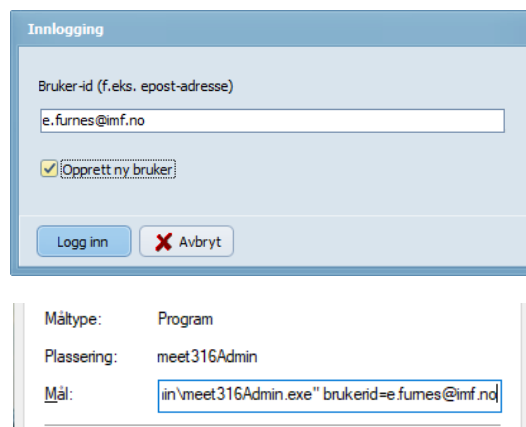 Innlogging
Bruker-id (f.eks. epost-adresse)
e.furnes@imf.no
Opprett ny bruker
Logg inn
Avbryt
Måltype: Program
Plassering: meet316Admin
Mål: iin\meet316Admin.exe" brukerid=e.furnes@imf.no